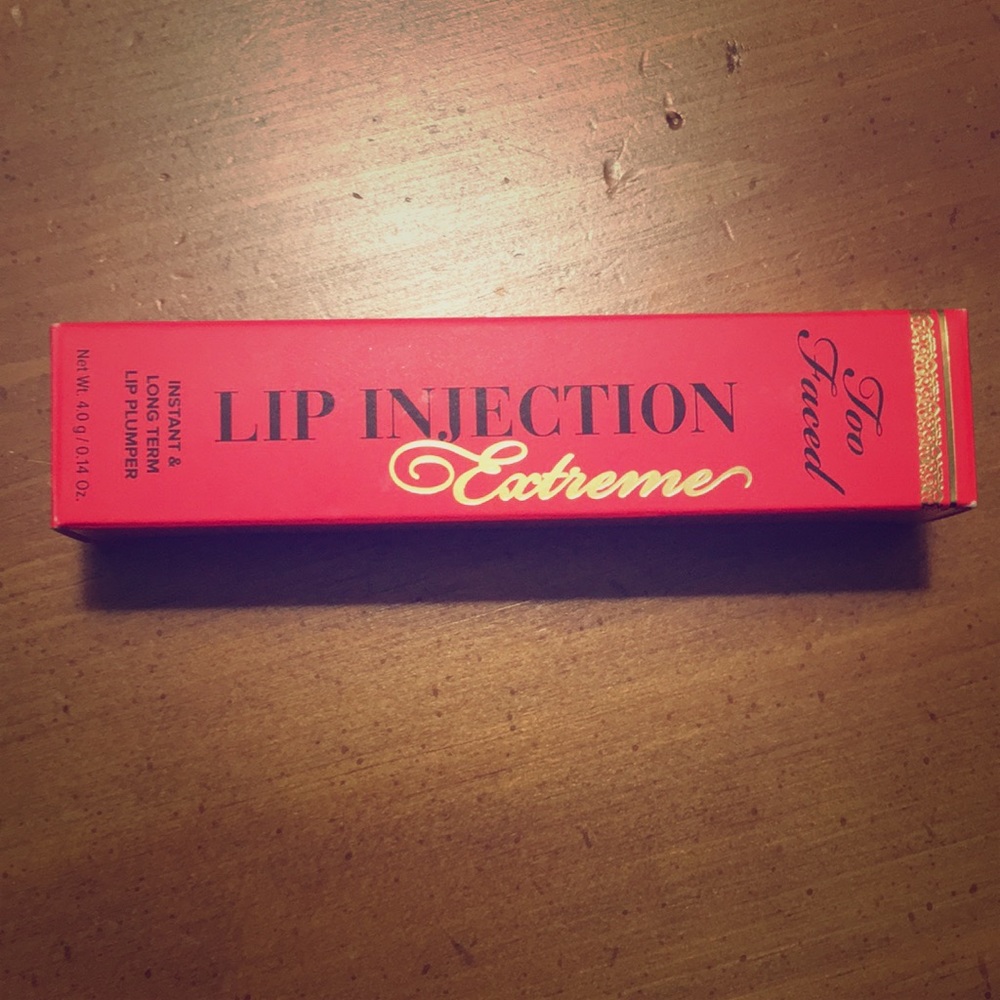 Too
Faced
LIP INJECTION
Extreme
INSTANT &
LONG TERM
LIP PLUMPER
Net Wt. 4.0 g / 0.14 Oz.